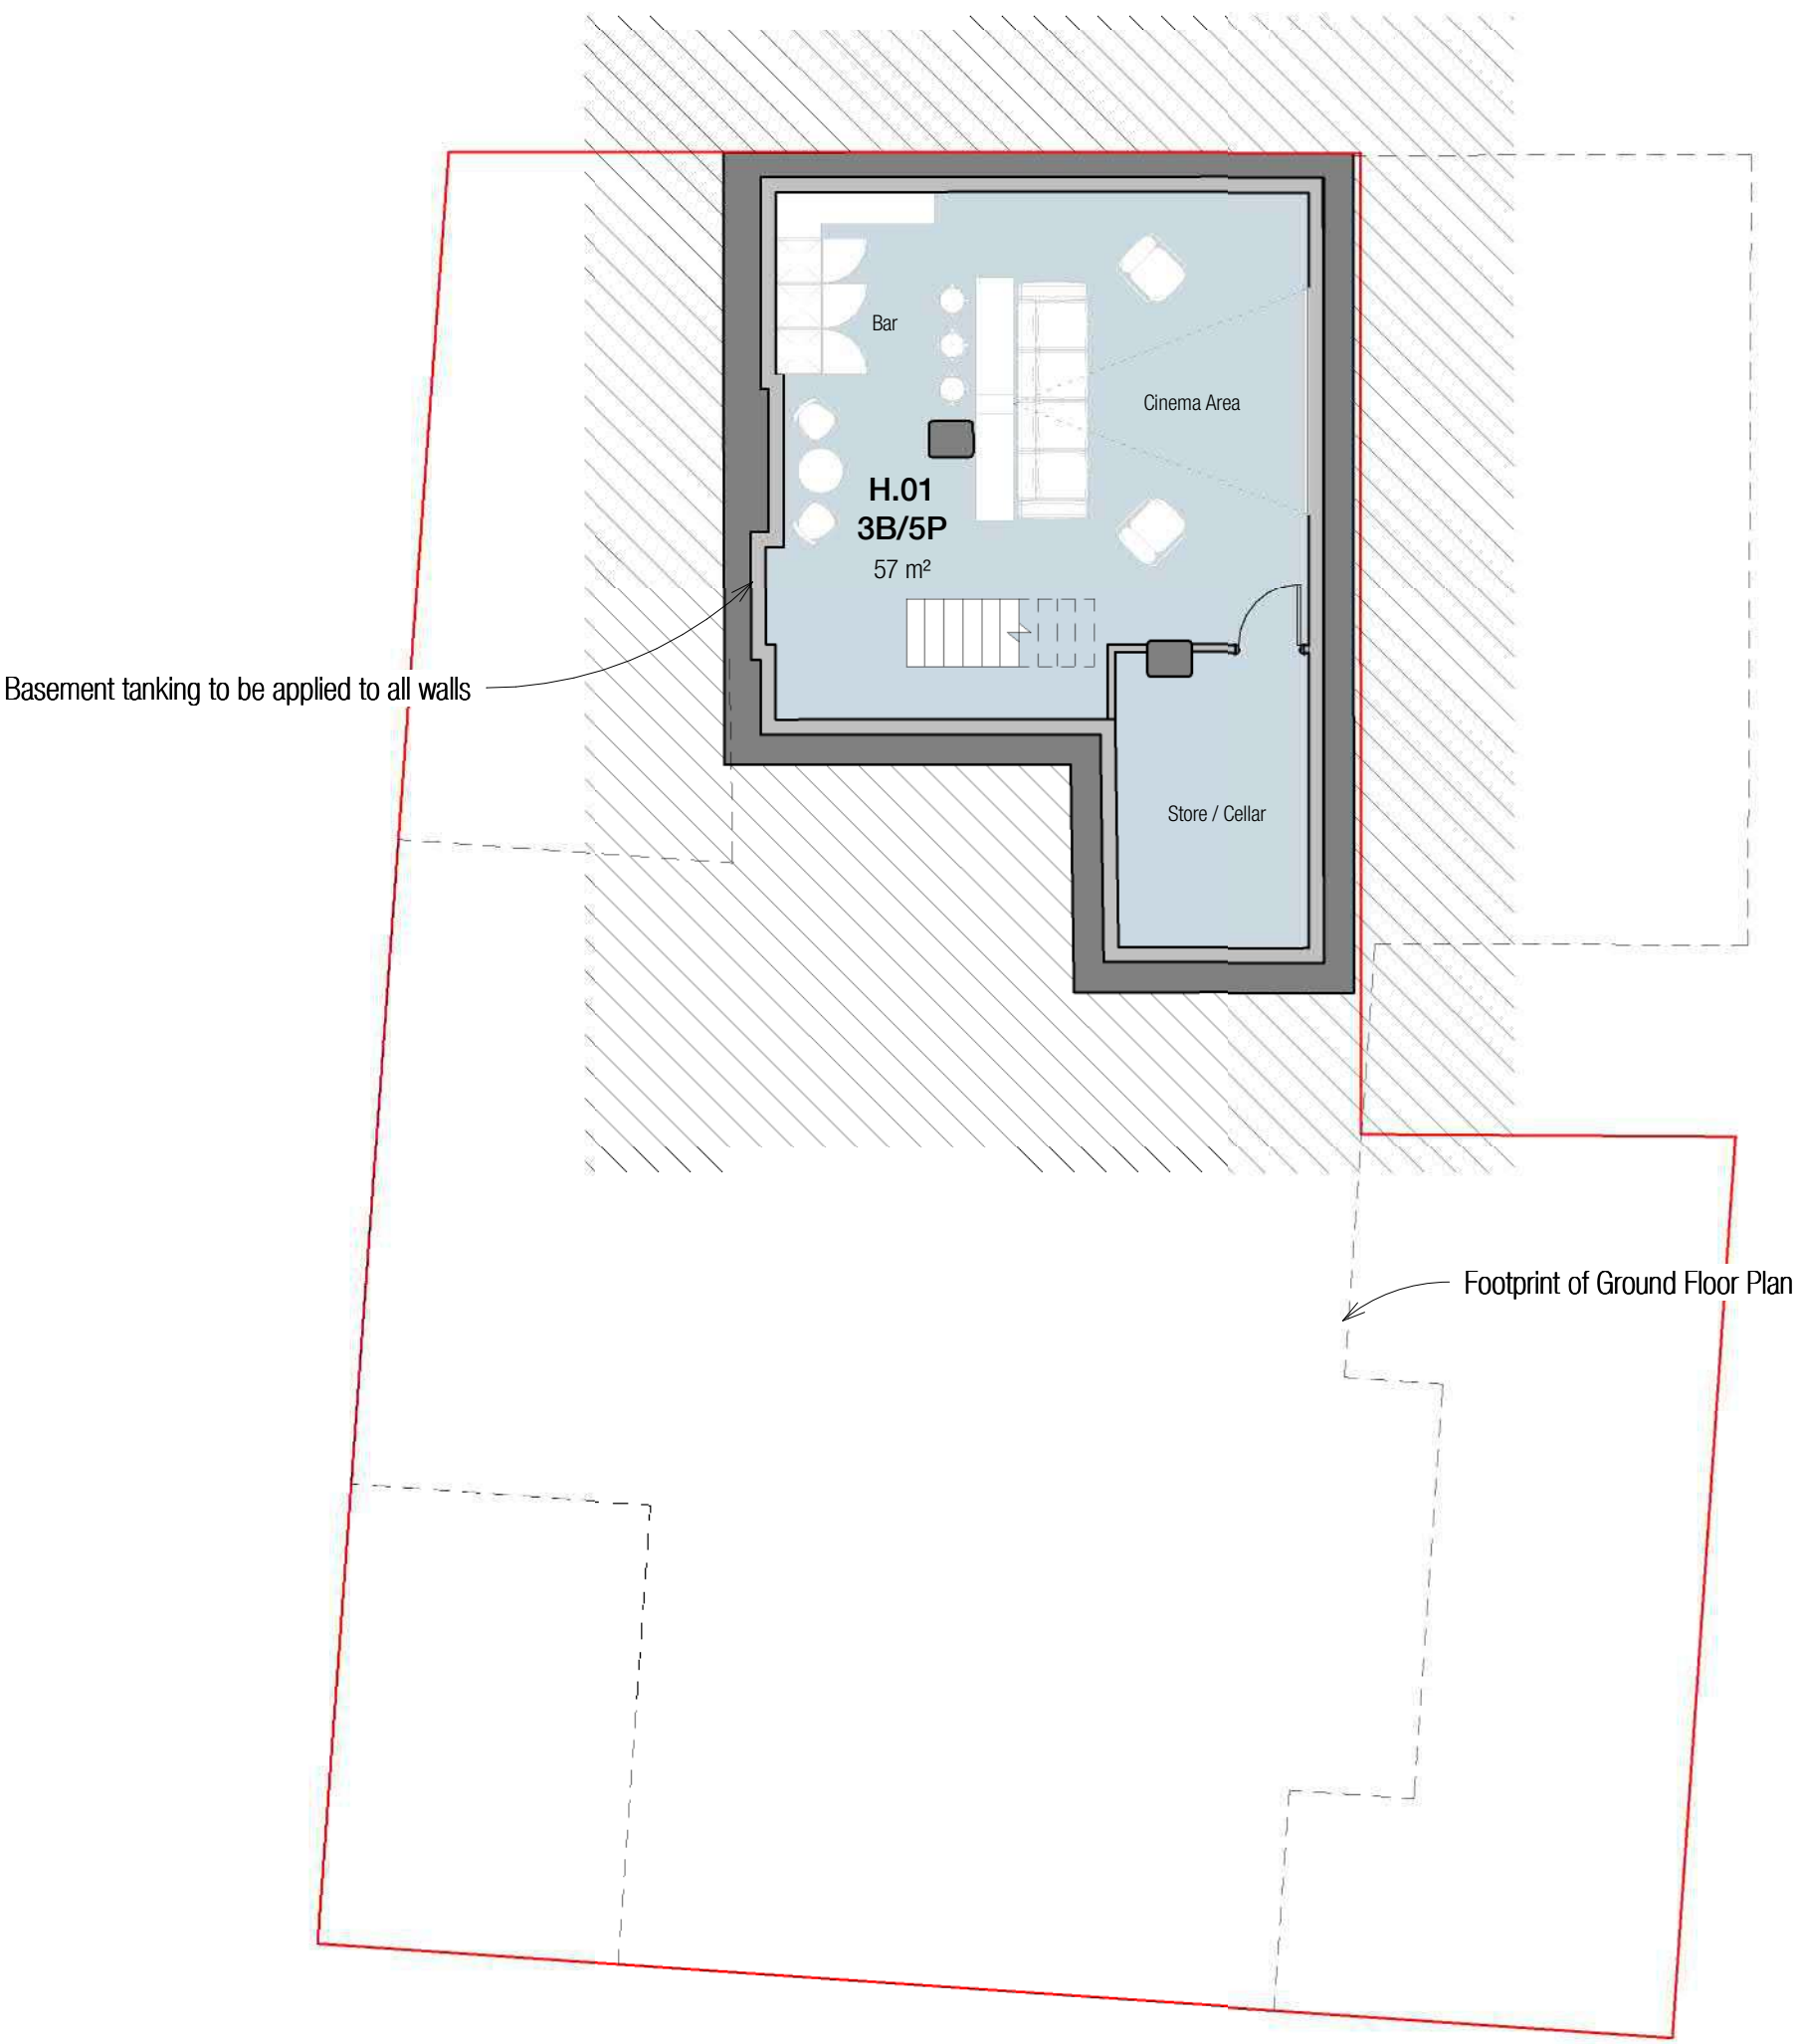 Bar
Cinema Area
H.01
3B/5P
57 m²
Basement tanking to be applied to all walls
Store / Cellar
Footprint of Ground Floor Plan